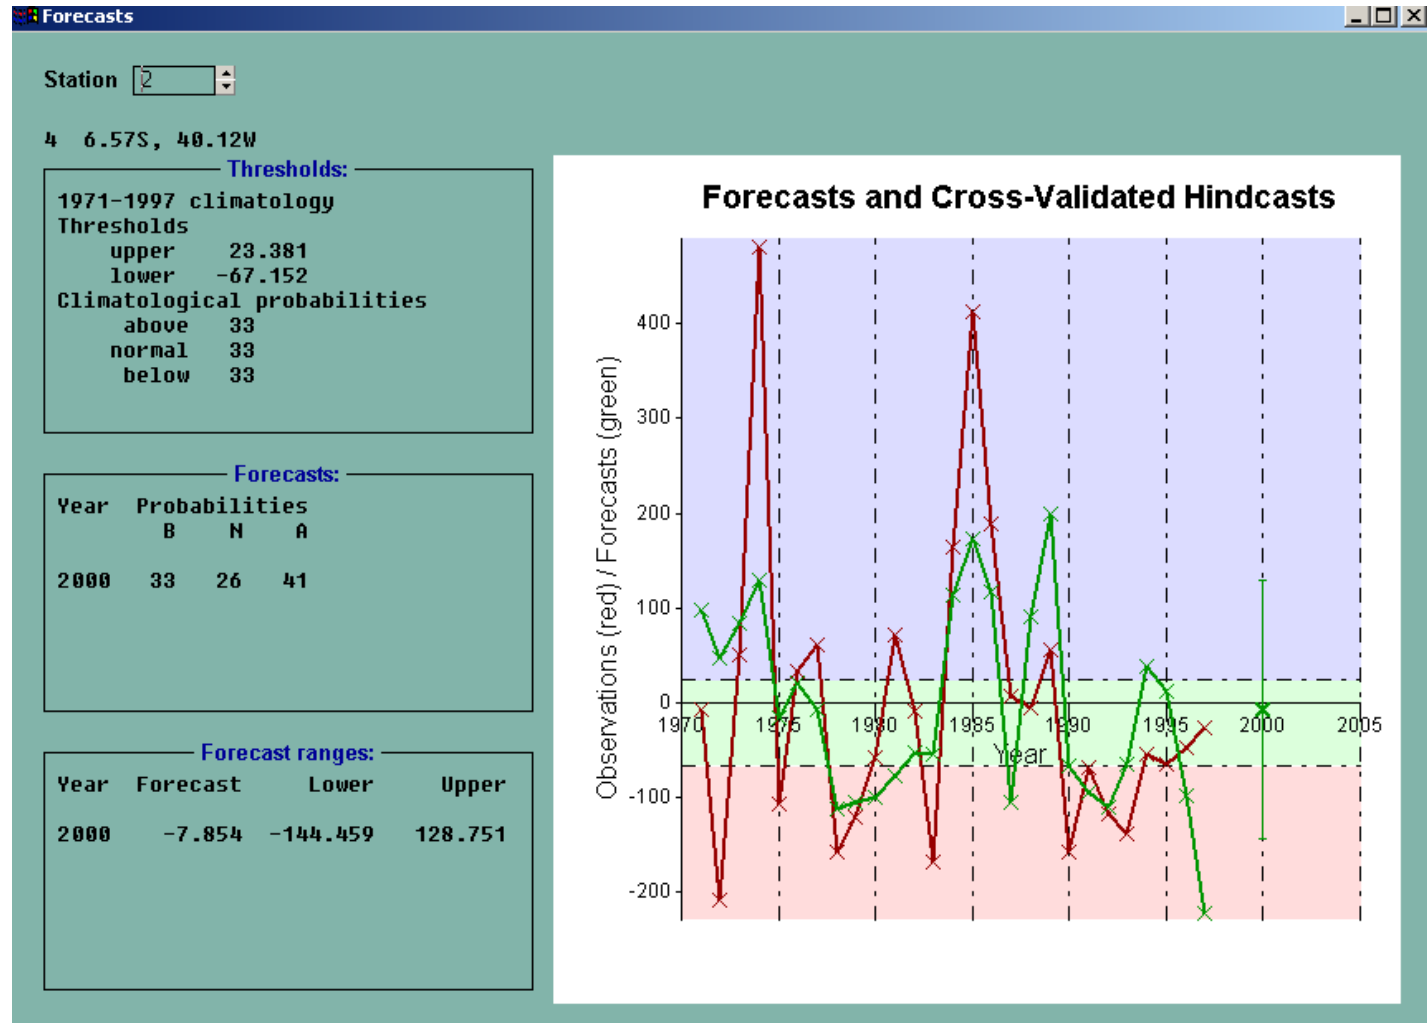 Forecasts
Station 2
4 6.57S, 40.12W
Thresholds:
1971-1997 climatology
Thresholds
upper 23.381
lower -67.152
Climatological probabilities
above 33
normal 33
below 33
Forecasts:
Year Probabilities
B N A
2000 33 26 41
Forecast ranges:
Year Forecast Lower Upper
2000 -7.854 -144.459 128.751
Forecasts and Cross-Validated Hindcasts
Observations (red) / Forecasts (green)
400
300
200
100
0
-100
-200
1970 1975 1980 1985 1990 1995 2000 2005
Year